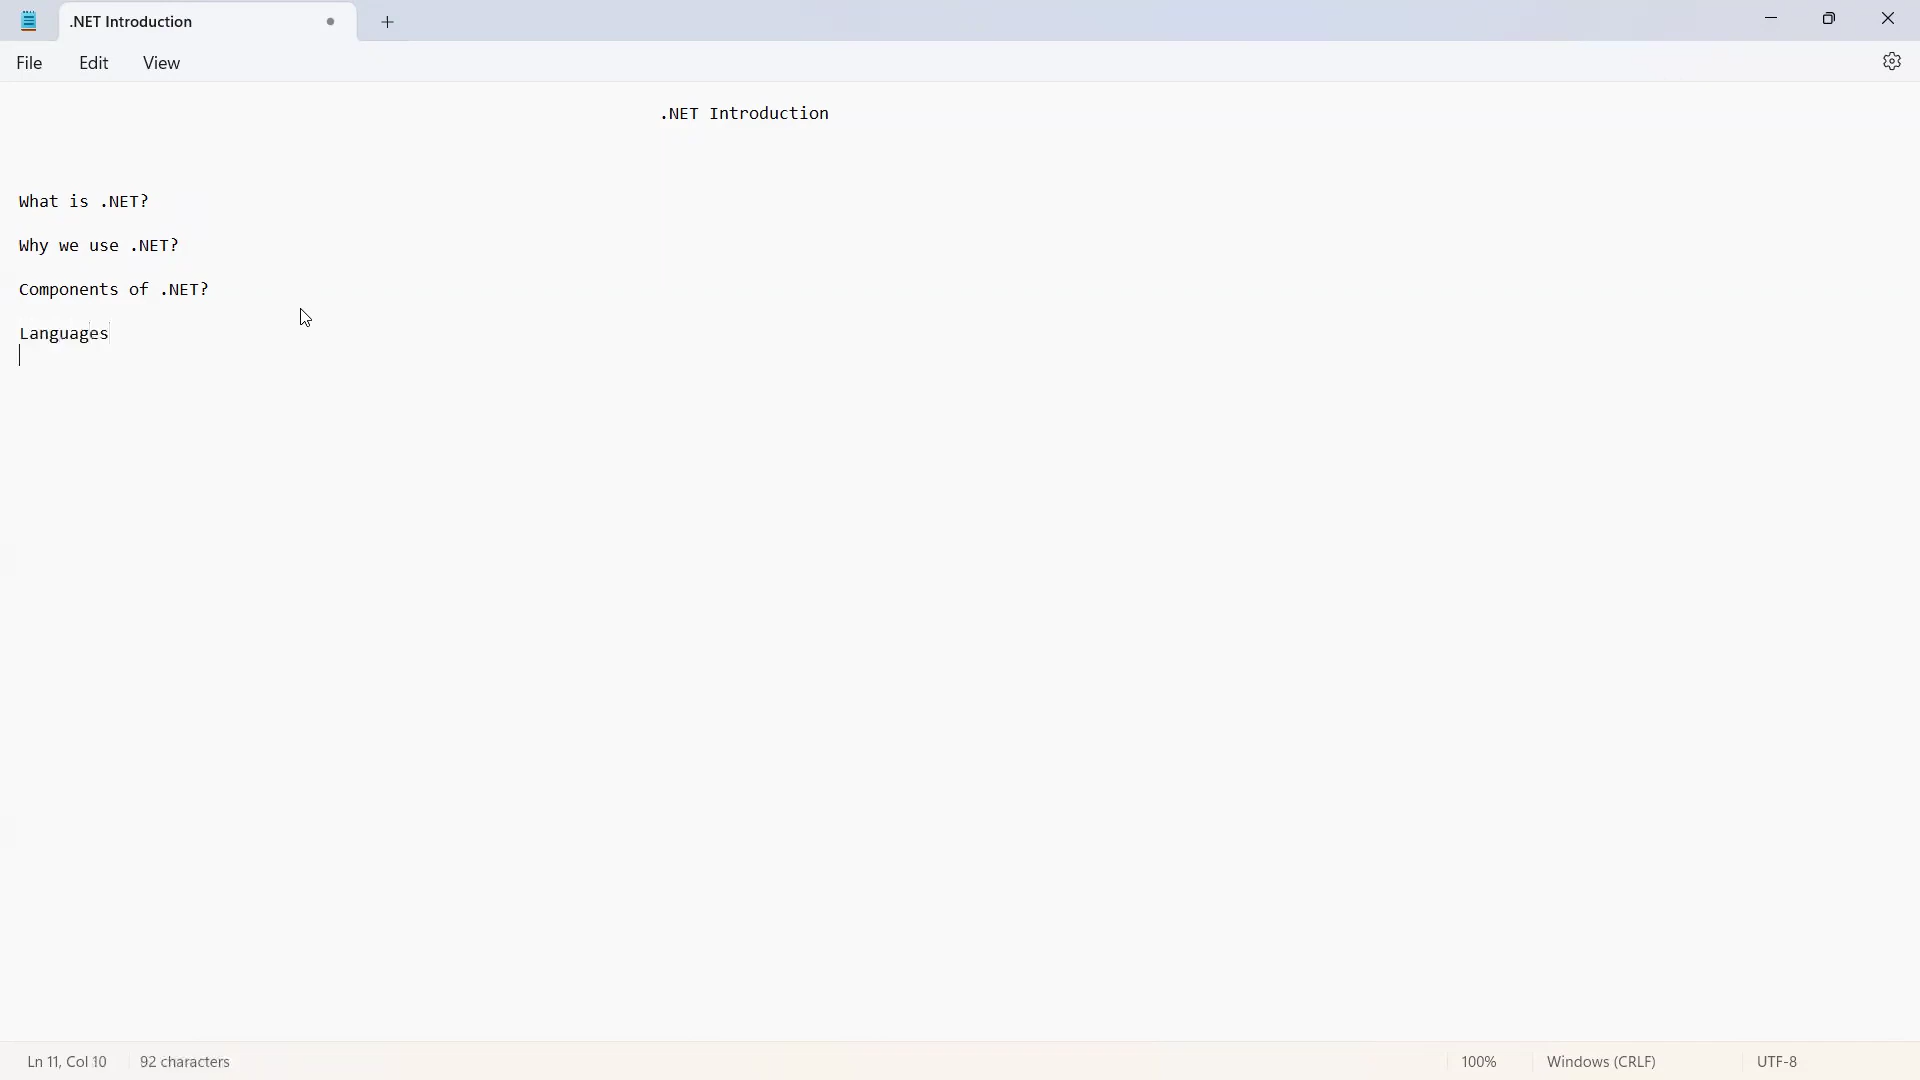 .NET Introduction
File Edit View
.NET Introduction
What is .NET?
Why we use .NET?
Components of .NET?
Languages
Ln 11, Col 10 92 characters 100% Windows (CRLF) UTF-8